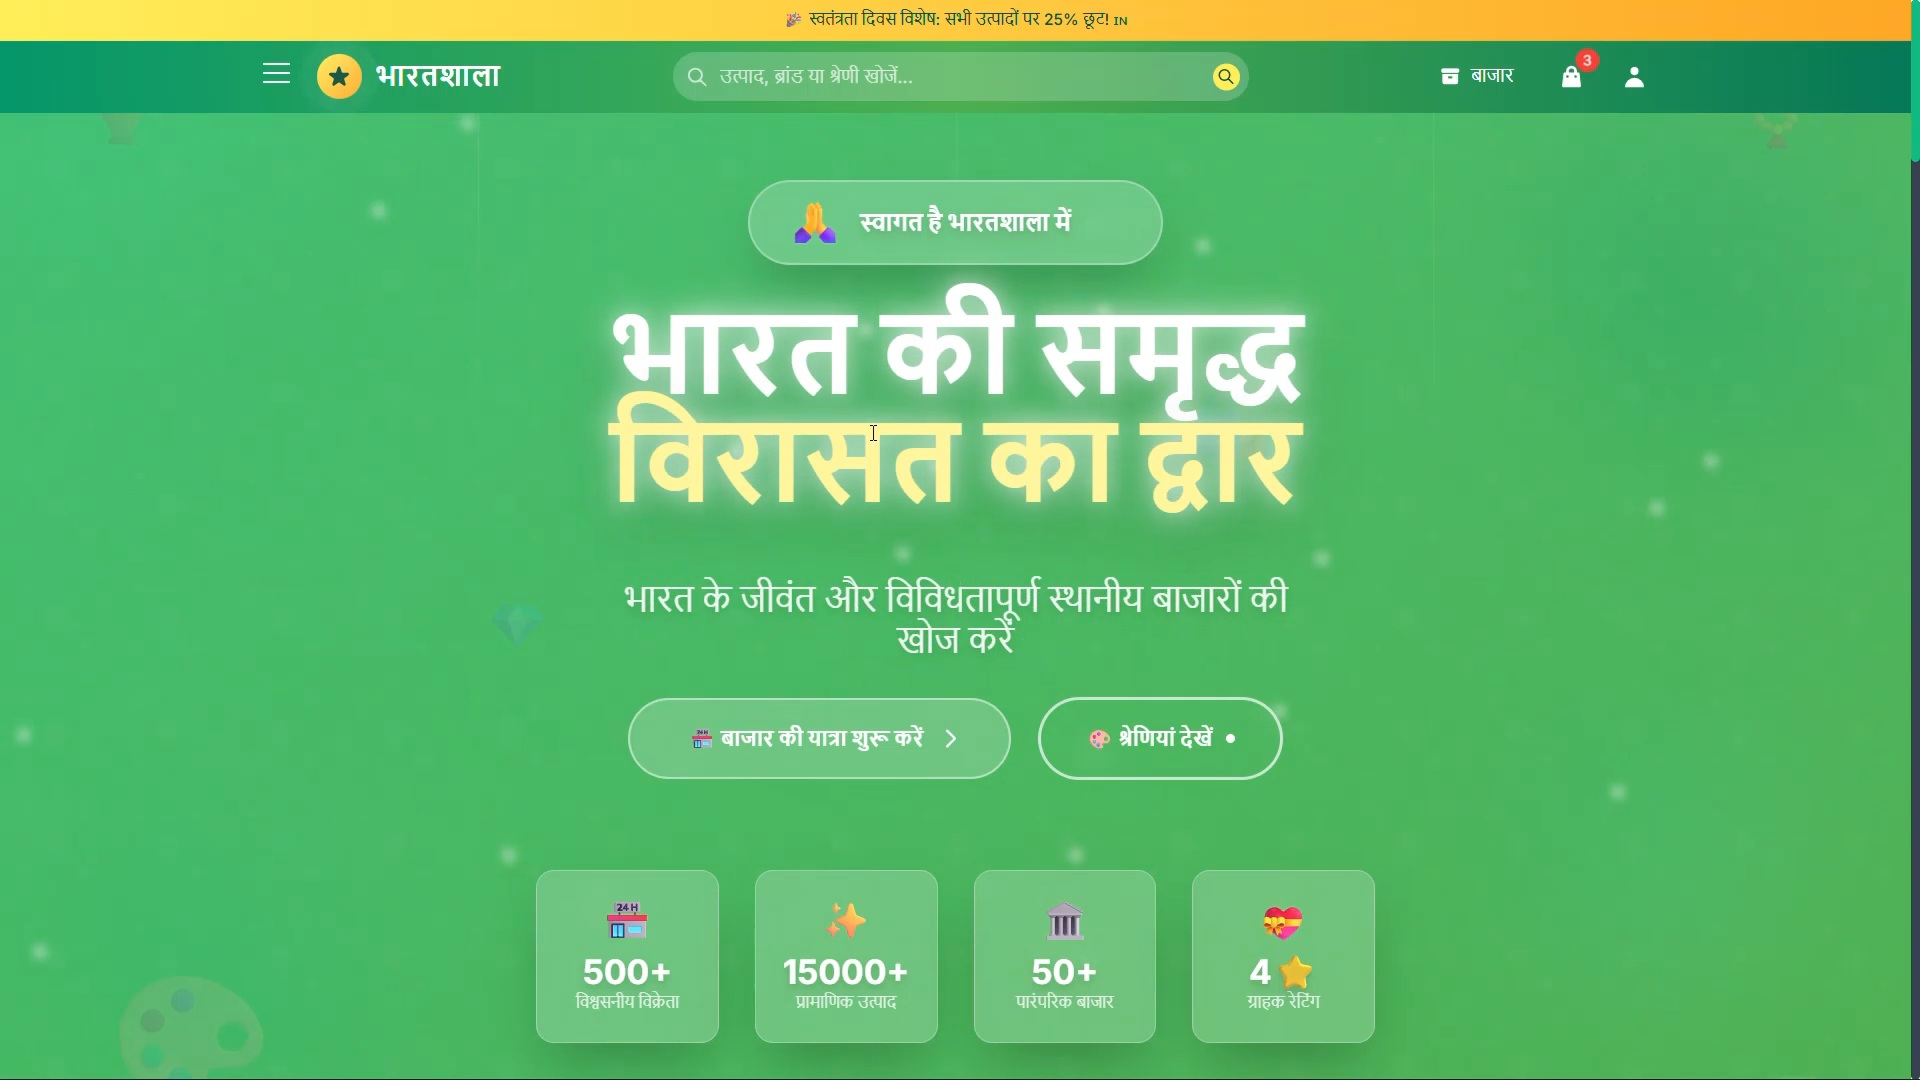 🎉 स्वतंत्रता दिवस विशेष: सभी उत्पादों पर 25% छूट! IN
भारतशाला
उत्पाद, ब्रांड या श्रेणी खोजें...
बाजार
3
स्वागत है भारतशाला में
भारत की समृद्ध
विरासत का द्वार
भारत के जीवंत और विविधतापूर्ण स्थानीय बाजारों की
खोज करें
बाजार की यात्रा शुरू करें
श्रेणियां देखें
24 H
500+
विश्वसनीय विक्रेता
15000+
प्रामाणिक उत्पाद
50+
पारंपरिक बाजार
4 ⭐
ग्राहक रेटिंग